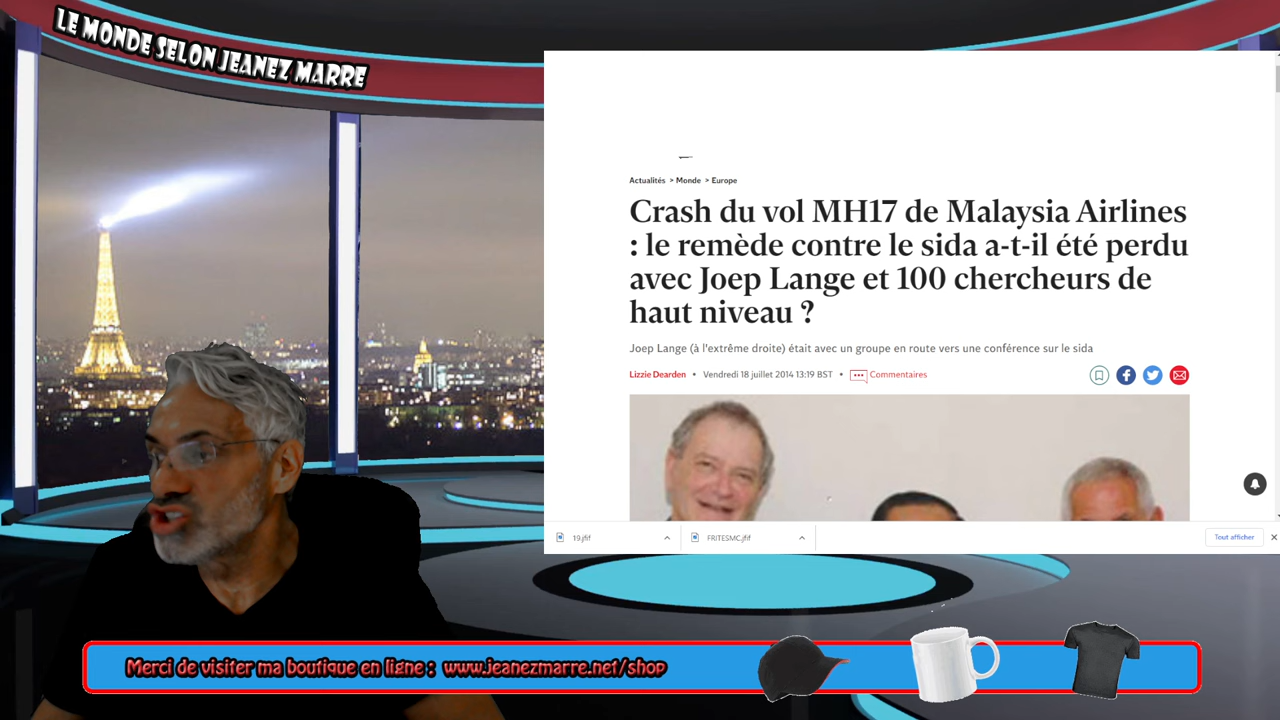 LE MONDE SELON JEANEZ MARRE
Actualités > Monde > Europe
Crash du vol MH17 de Malaysia Airlines
: le remède contre le sida a-t-il été perdu
avec Joep Lange et 100 chercheurs de
haut niveau ?
Joep Lange (à l'extrême droite) était avec un groupe en route vers une conférence sur le sida
Lizzie Dearden • Vendredi 18 juillet 2014 13:19 BST • Commentaires
19.jfif
FRITESMC.jfif
Tout afficher
Merci de visiter ma boutique en ligne : www.jeanezmarre.net/shop